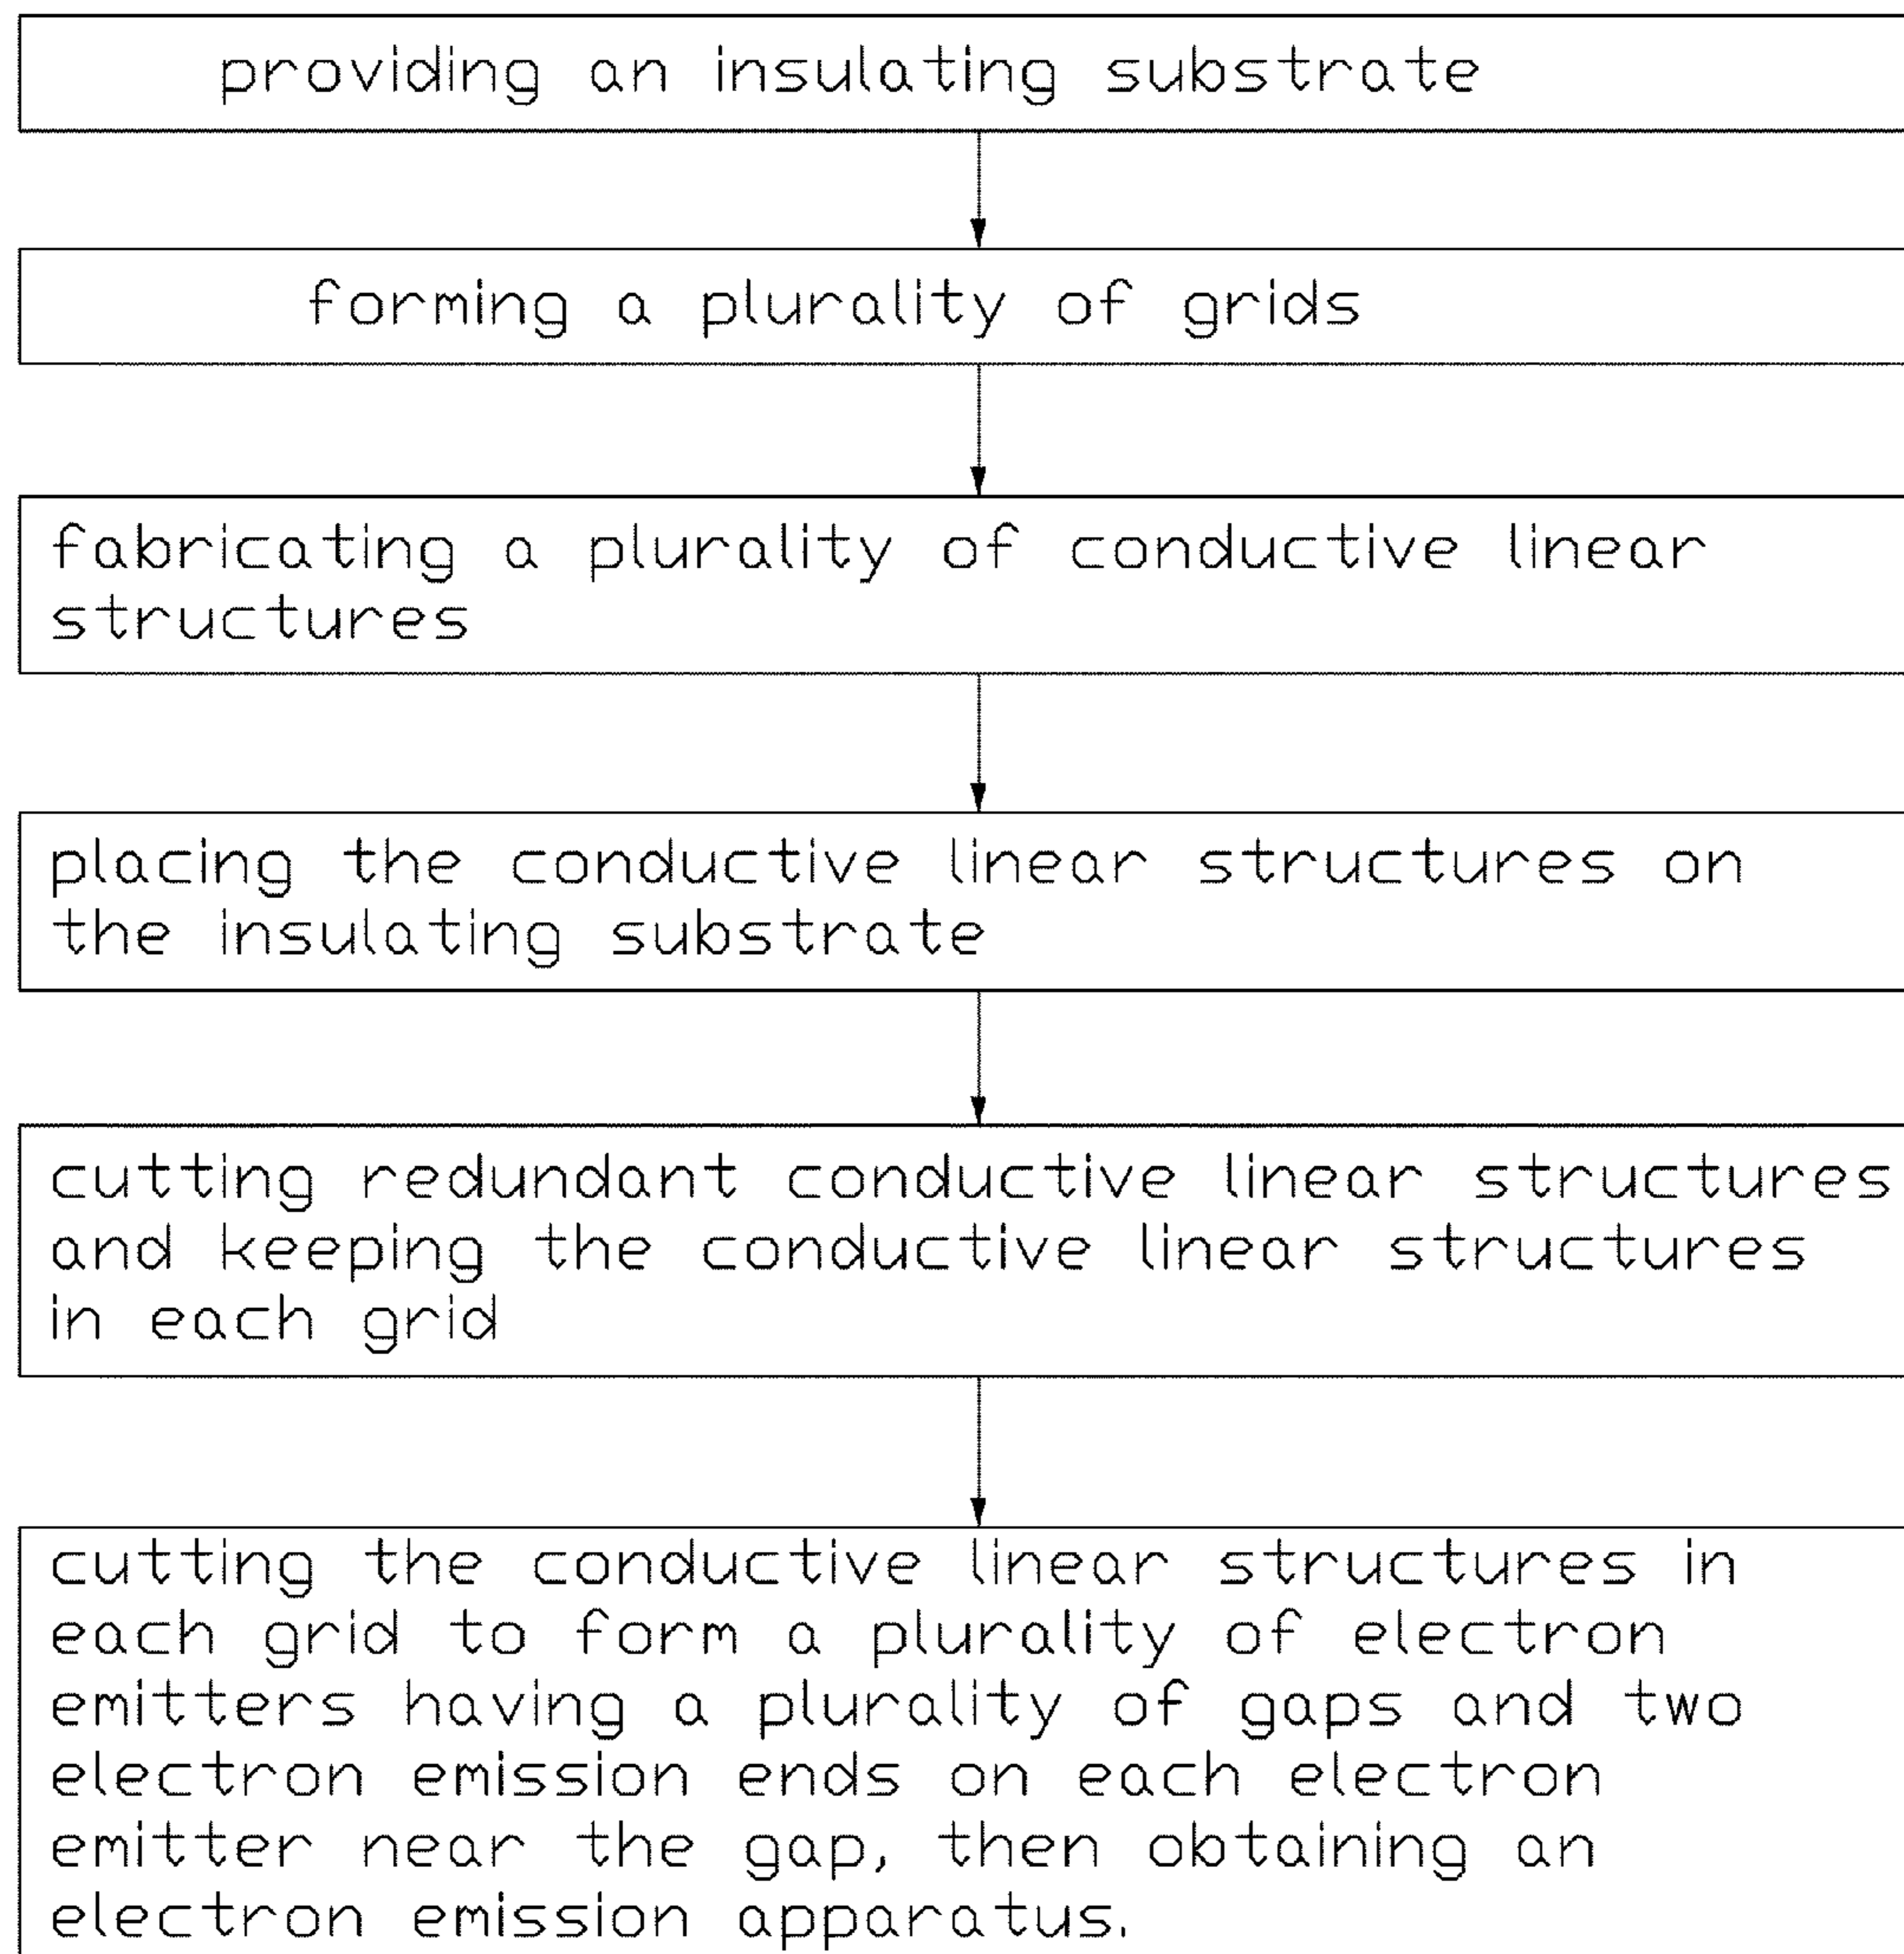 providing an insulating substrate
forming a plurality of grids
fabricating a plurality of conductive linear
structures
placing the conductive linear structures on
the insulating substrate
cutting redundant conductive linear structures
and keeping the conductive linear structures
in each grid
cutting the conductive linear structures in
each grid to form a plurality of electron
emitters having a plurality of gaps and two
electron emission ends on each electron
emitter near the gap, then obtaining an
electron emission apparatus.